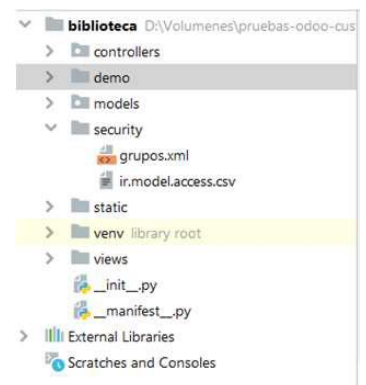 biblioteca D:\Volumenes\pruebas-odoo-cus
controllers
demo
models
security
grupos.xml
ir.model.access.csv
static
venv library root
views
__init__.py
__manifest__.py
External Libraries
Scratches and Consoles